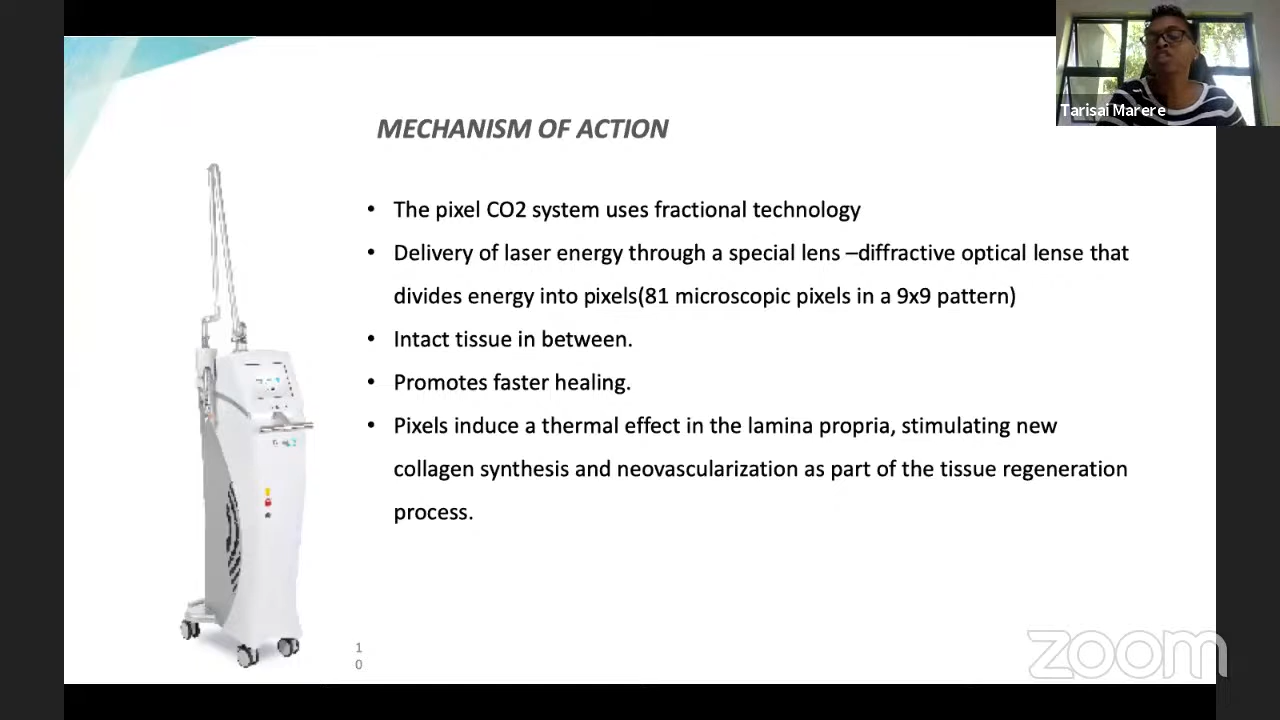 Tarisai Marere
MECHANISM OF ACTION
• The pixel CO2 system uses fractional technology
• Delivery of laser energy through a special lens –diffractive optical lense that
divides energy into pixels(81 microscopic pixels in a 9x9 pattern)
• Intact tissue in between.
• Promotes faster healing.
• Pixels induce a thermal effect in the lamina propria, stimulating new
collagen synthesis and neovascularization as part of the tissue regeneration
process.
1
0
zoom